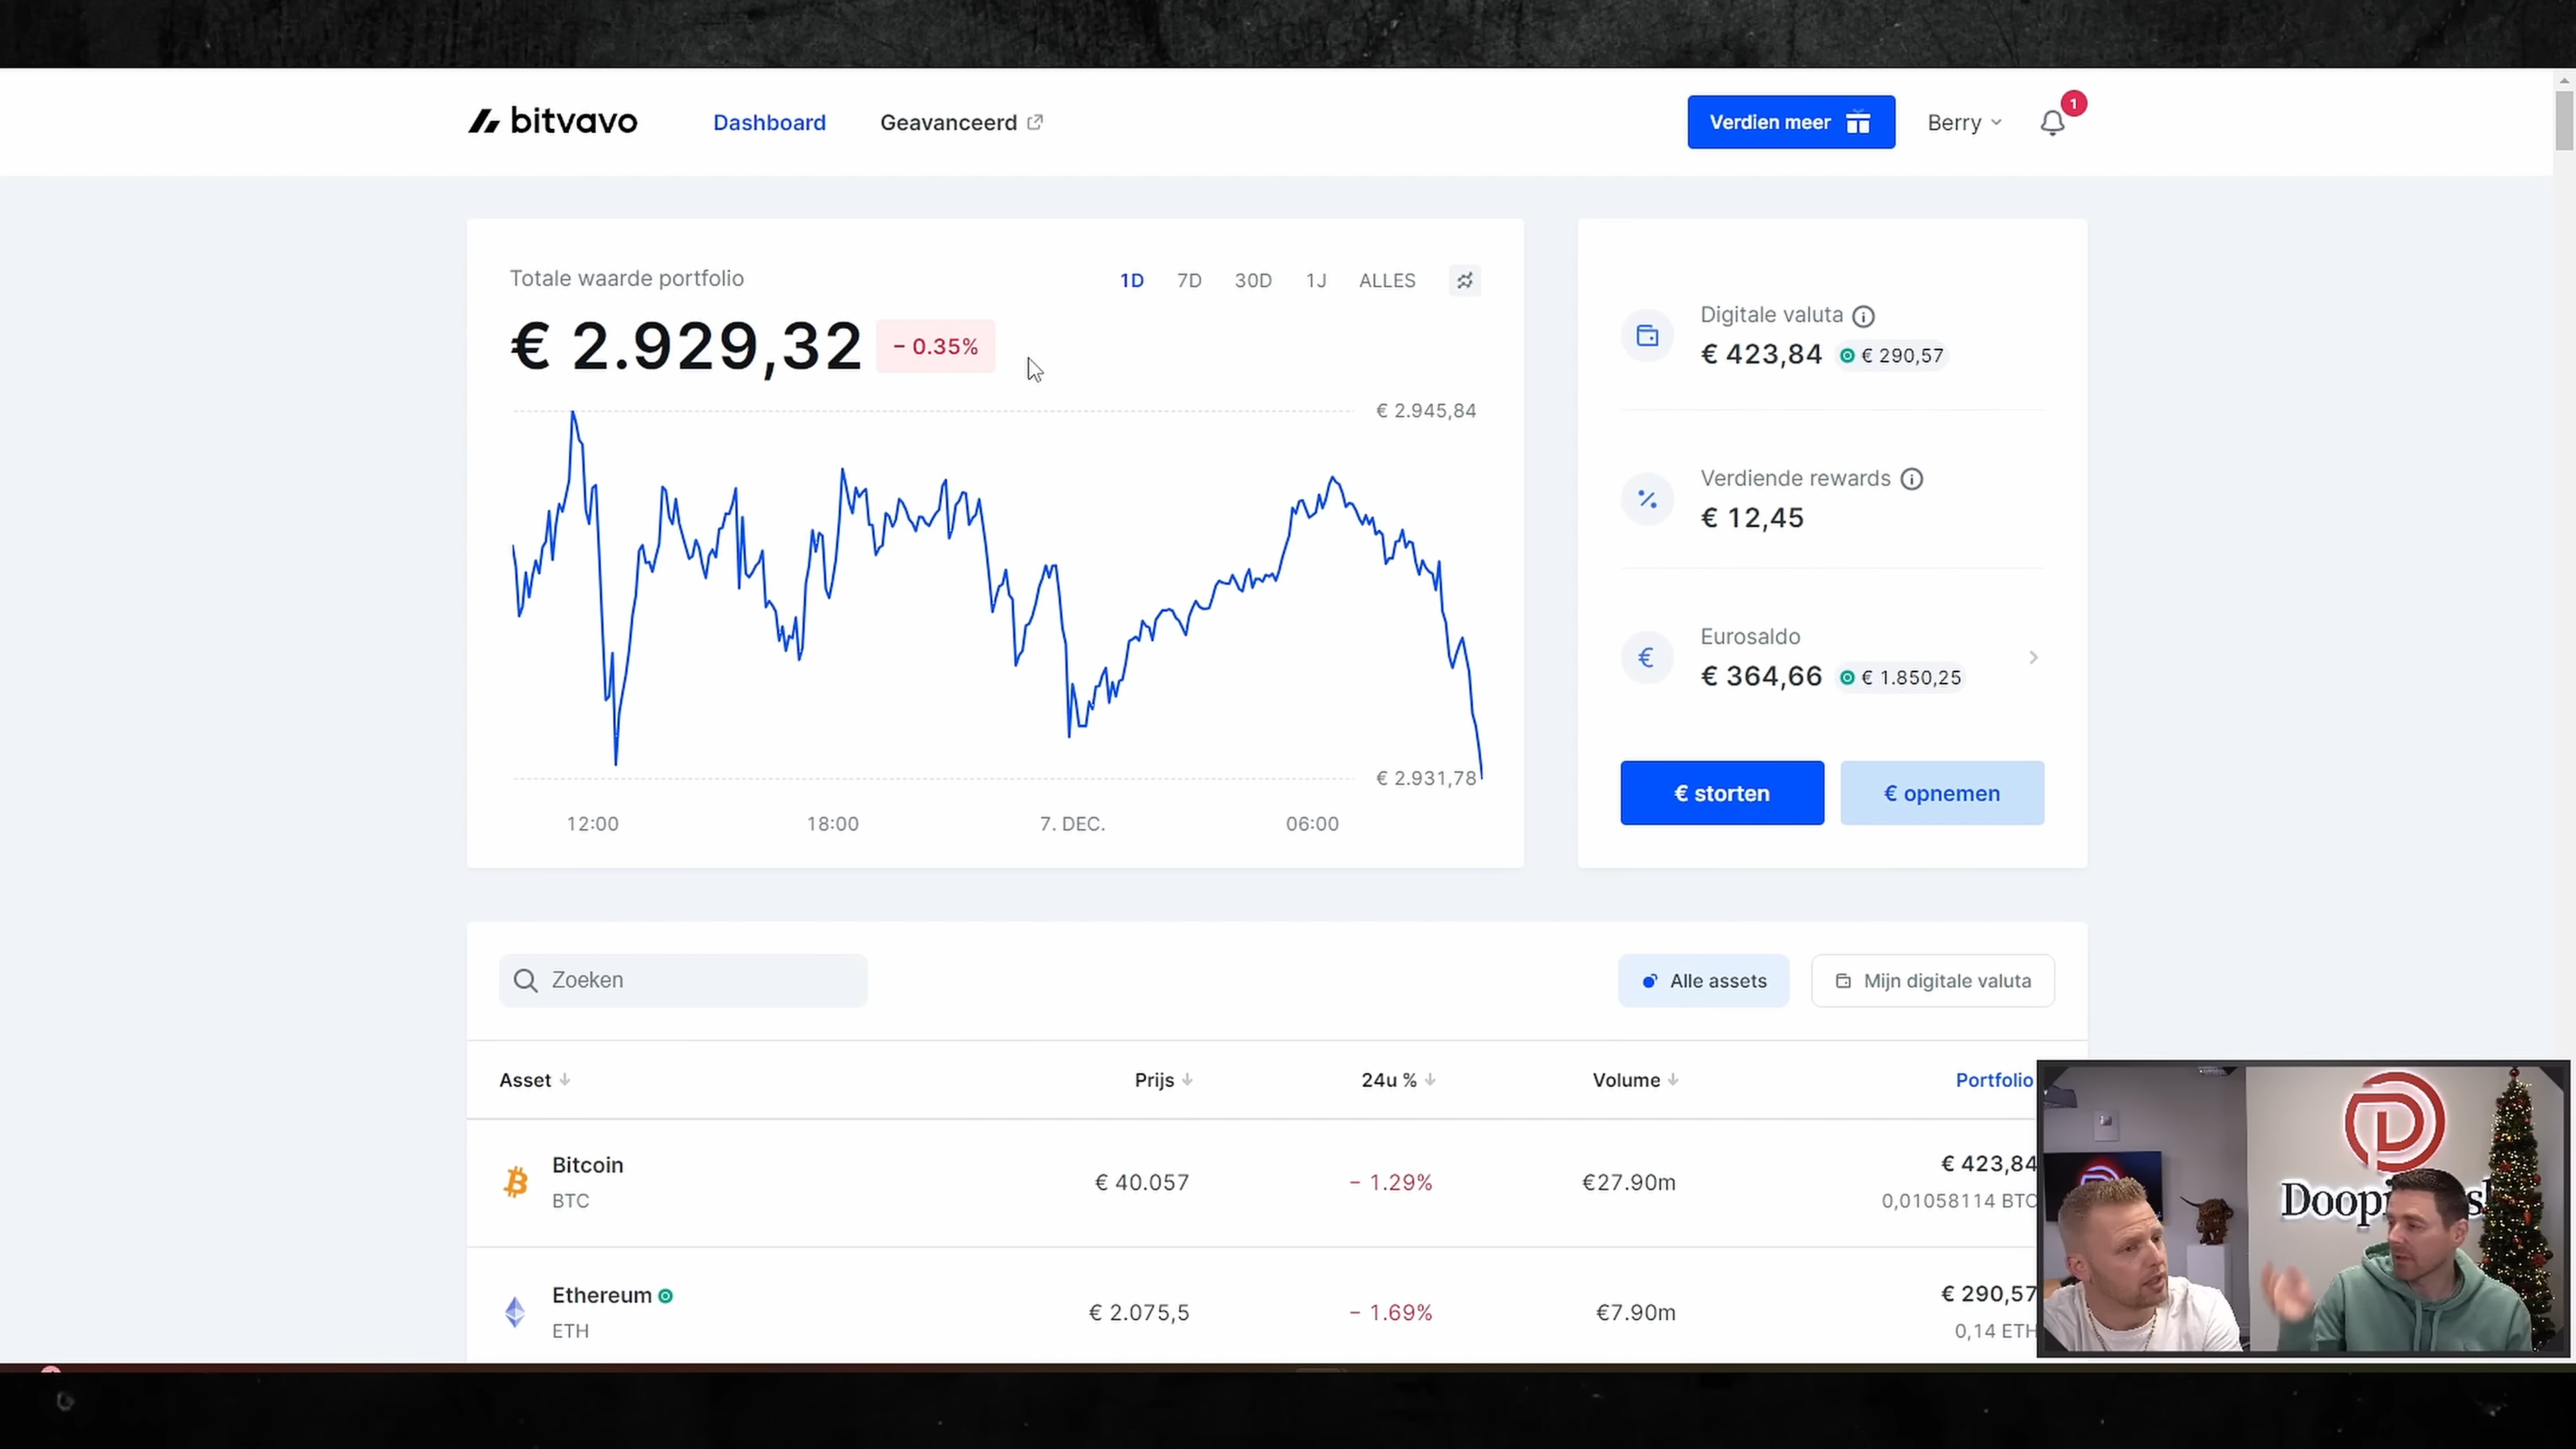 bitvavo
Dashboard
Geavanceerd
Verdien meer
Berry
1
Totale waarde portfolio
1D 7D 30D 1J ALLES
€ 2.929,32 − 0.35%
€ 2.945,84
€ 2.931,78
12:00 18:00 7. DEC. 06:00
Digitale valuta
€ 423,84 € 290,57
Verdiende rewards
€ 12,45
Eurosaldo
€ 364,66 € 1.850,25
€ storten € opnemen
Zoeken
Alle assets Mijn digitale valuta
Asset Prijs 24u % Volume Portfolio
Bitcoin
BTC
€ 40.057 − 1.29% €27.90m
€ 423,84
0,01058114 BTC
Ethereum
ETH
€ 2.075,5 − 1.69% €7.90m
€ 290,57
0,14 ETH